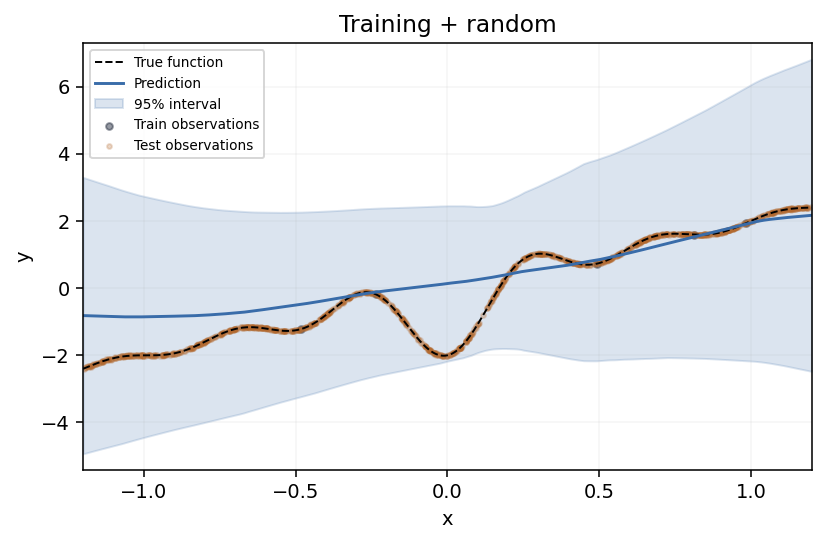 Training + random
True function
Prediction
95% interval
Train observations
Test observations
y
6
4
2
0
−2
−4
−1.0
−0.5
0.0
0.5
1.0
x